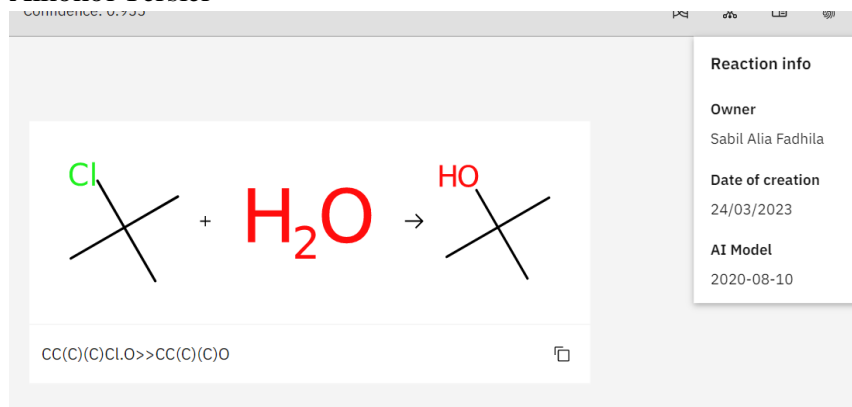 Confidence: 0.955
Reaction info
Owner
Sabil Alia Fadhila
Date of creation
24/03/2023
AI Model
2020-08-10
Cl
+ H₂O →
HO
CC(C)(C)Cl.O>>CC(C)(C)O